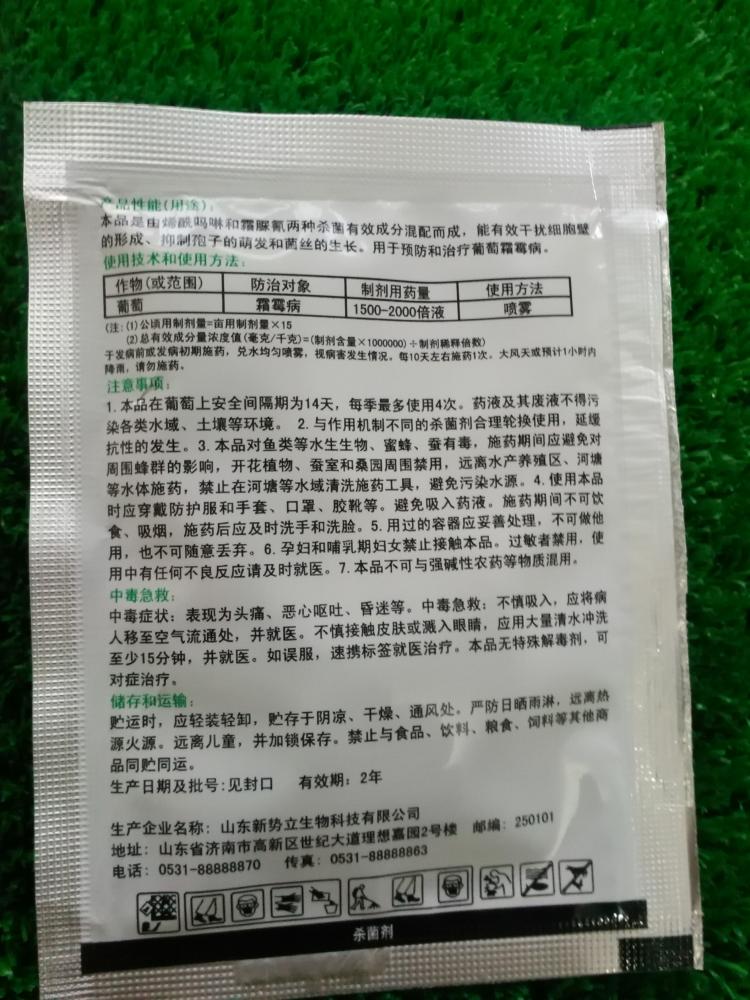 产品性能(用途)：
本品是由烯酰吗啉和霜脲氰两种杀菌有效成分混配而成，能有效干扰细胞壁
的形成、抑制孢子的萌发和菌丝的生长。用于预防和治疗葡萄霜霉病。
使用技术和使用方法：
作物(或范围) 防治对象 制剂用药量 使用方法
葡萄 霜霉病 1500-2000倍液 喷雾
(注：(1)公顷用制剂量=亩用制剂量×15
(2)总有效成分量浓度值(毫克/千克)=(制剂含量×1000000)÷制剂稀释倍数)
于发病前或发病初期施药，兑水均匀喷雾，视病害发生情况。每10天左右施药1次。大风天或预计1小时内
降雨，请勿施药。
注意事项：
1.本品在葡萄上安全间隔期为14天，每季最多使用4次。药液及其废液不得污
染各类水域、土壤等环境。 2.与作用机制不同的杀菌剂合理轮换使用，延缓
抗性的发生。3.本品对鱼类等水生生物、蜜蜂、蚕有毒，施药期间应避免对
周围蜂群的影响，开花植物、蚕室和桑园周围禁用，远离水产养殖区、河塘
等水体施药，禁止在河塘等水域清洗施药工具，避免污染水源。4.使用本品
时应穿戴防护服和手套、口罩、胶靴等。避免吸入药液。施药期间不可饮
食、吸烟，施药后应及时洗手和洗脸。5.用过的容器应妥善处理，不可做他
用，也不可随意丢弃。6.孕妇和哺乳期妇女禁止接触本品。过敏者禁用，使
用中有任何不良反应请及时就医。7.本品不可与强碱性农药等物质混用。
中毒急救：
中毒症状：表现为头痛、恶心呕吐、昏迷等。中毒急救：不慎吸入，应将病
人移至空气流通处，并就医。不慎接触皮肤或溅入眼睛，应用大量清水冲洗
至少15分钟，并就医。如误服，速携标签就医治疗。本品无特殊解毒剂，可
对症治疗。
储存和运输：
贮运时，应轻装轻卸，贮存于阴凉、干燥、通风处。严防日晒雨淋，远离热
源火源。远离儿童，并加锁保存。禁止与食品、饮料、粮食、饲料等其他商
品同贮同运。
生产日期及批号:见封口 有效期：2年
生产企业名称：山东新势立生物科技有限公司
地址：山东省济南市高新区世纪大道理想嘉园2号楼 邮编：250101
电话：0531-88888870 传真：0531-88888863
杀菌剂